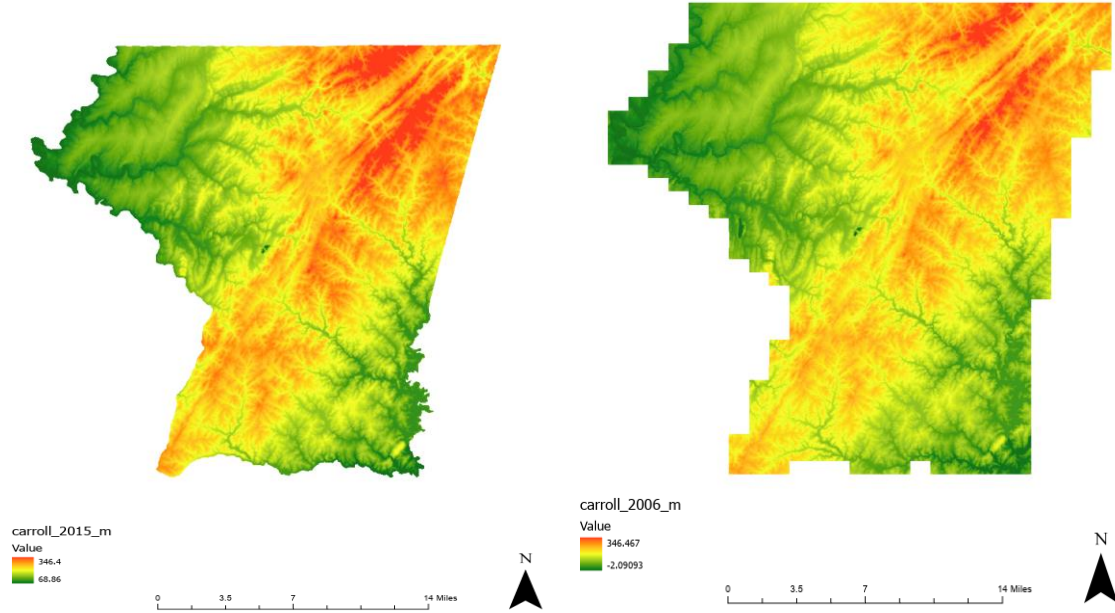 carroll_2015_m
Value
346.4
68.86
N
0 3.5 7 14 Miles
carroll_2006_m
Value
346.467
-2.09093
N
0 3.5 7 14 Miles